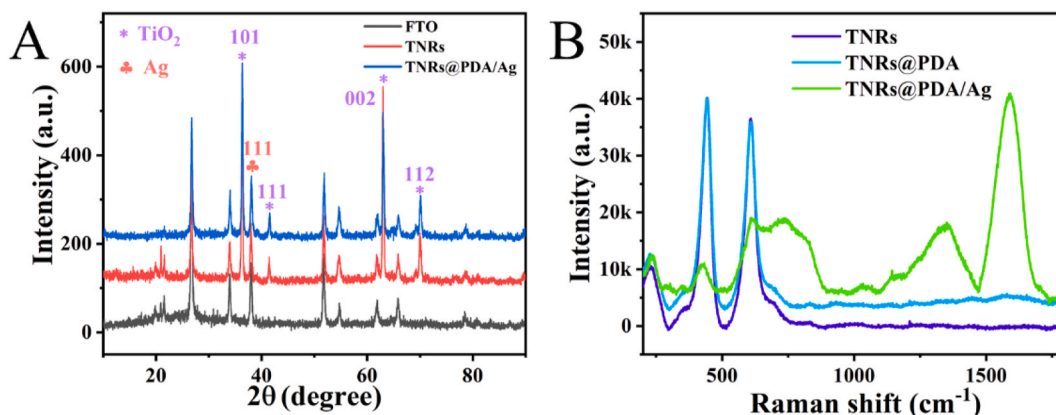 A
* TiO₂
♣ Ag
101
FTO
TNRs
TNRs@PDA/Ag
*
*
002
111
♣
111
*
112
*
600
400
200
0
Intensity (a.u.)
20
40
60
80
2θ (degree)
B
TNRs
TNRs@PDA
TNRs@PDA/Ag
50k
40k
30k
20k
10k
0
Intensity (a.u.)
500
1000
1500
Raman shift (cm⁻¹)